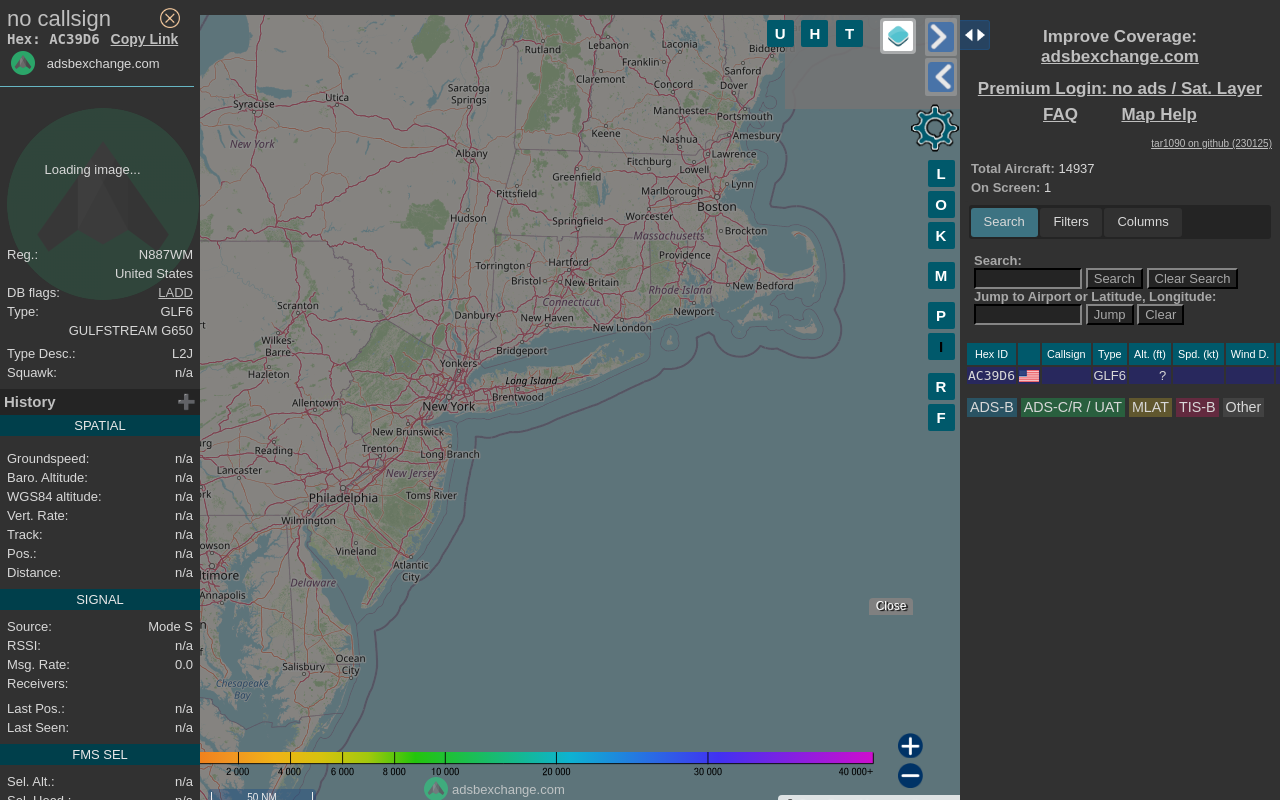 no callsign
Hex: AC39D6 Copy Link
adsbexchange.com
Loading image...
Reg.: N887WM
United States
DB flags: LADD
Type: GLF6
GULFSTREAM G650
Type Desc.: L2J
Squawk: n/a
History
SPATIAL
Groundspeed: n/a
Baro. Altitude: n/a
WGS84 altitude: n/a
Vert. Rate: n/a
Track: n/a
Pos.: n/a
Distance: n/a
SIGNAL
Source: Mode S
RSSI: n/a
Msg. Rate: 0.0
Receivers:
Last Pos.: n/a
Last Seen: n/a
FMS SEL
Sel. Alt.: n/a
Sel. Head.: n/a
Rutland
Lebanon
Laconia
Franklin
Claremont
Concord
Sanford
Dover
Saratoga
Springs
Utica
Syracuse
New York
Manchester
Portsmouth
Keene
Nashua
Amesbury
Albany
Fitchburg
Lawrence
Lowell
Greenfield
Pittsfield
Marlborough
Lynn
Boston
Hudson
Springfield
Worcester
Brockton
Massachusetts
Torrington
Hartford
Providence
Bristol
New Britain
New Bedford
Connecticut
Rhode Island
Newport
Scranton
Danbury
New Haven
New London
Wilkes-
Barre
Bridgeport
Hazleton
Yonkers
Long Island
Brentwood
Allentown
New York
New Brunswick
Reading
Trenton
Long Branch
Lancaster
New Jersey
Philadelphia
Toms River
Wilmington
Vineland
Atlantic
City
Delaware
Annapolis
Ocean
City
Salisbury
Chesapeake
Bay
U H T
L
O
K
M
P
I
R
F
Close
2 000 4 000 6 000 8 000 10 000 20 000 30 000 40 000+
adsbexchange.com
50 NM
Improve Coverage:
adsbexchange.com
Premium Login: no ads / Sat. Layer
FAQ Map Help
tar1090 on github (230125)
Total Aircraft: 14937
On Screen: 1
Search Filters Columns
Search:
Search Clear Search
Jump to Airport or Latitude, Longitude:
Jump Clear
Hex ID Callsign Type Alt. (ft) Spd. (kt) Wind D.
AC39D6 GLF6 ?
ADS-B ADS-C/R / UAT MLAT TIS-B Other